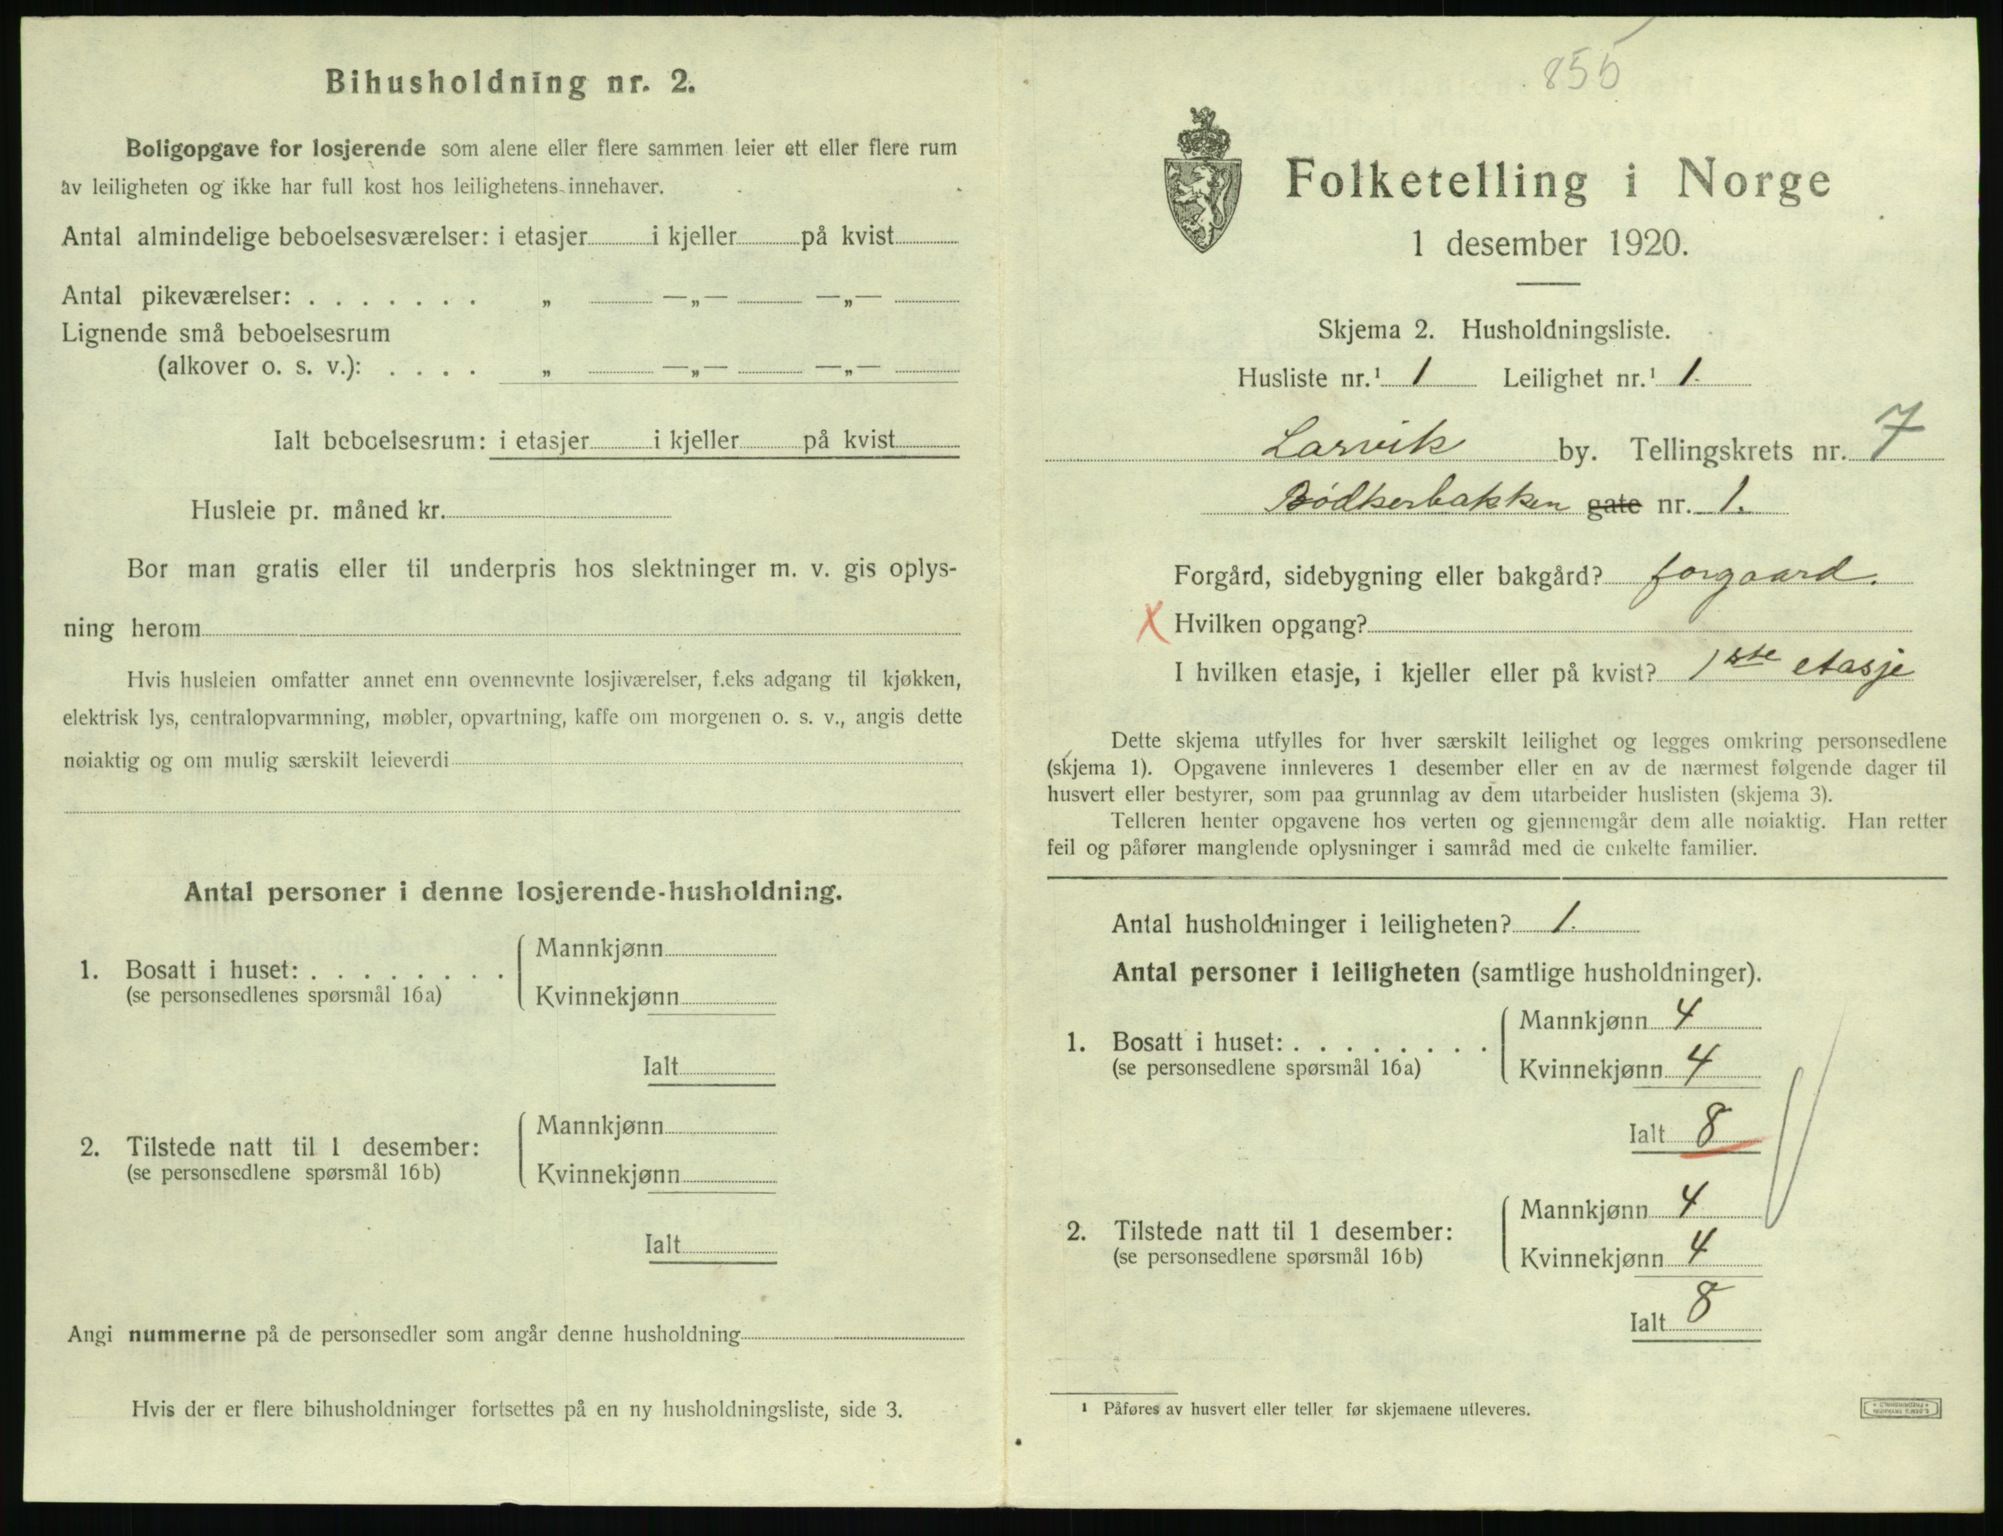 Bihusholdning nr. 2.
Boligopgave for losjerende som alene eller flere sammen leier ett eller flere rum
av leiligheten og ikke har full kost hos leilighetens innehaver.
Antal almindelige beboelsesværelser: i etasjer i kjeller på kvist
Antal pikeværelser: . . . . . . . „ —„— —„—
Lignende små beboelsesrum
(alkover o. s. v.): . . . . „ —„— —„—
Ialt beboelsesrum: i etasjer i kjeller på kvist
Husleie pr. måned kr.
Bor man gratis eller til underpris hos slektninger m. v. gis oplys-
ning herom
Hvis husleien omfatter annet enn ovennevnte losjiværelser, f.eks adgang til kjøkken,
elektrisk lys, centralopvarmning, møbler, opvartning, kaffe om morgenen o. s. v., angis dette
nøiaktig og om mulig særskilt leieverdi
Antal personer i denne losjerende-husholdning.
1. Bosatt i huset: . . . . . . . .
(se personsedlenes spørsmål 16a)
Mannkjønn
Kvinnekjønn
Ialt
2. Tilstede natt til 1 desember:
(se personsedlene spørsmål 16b)
Mannkjønn
Kvinnekjønn
Ialt
Angi nummerne på de personsedler som angår denne husholdning
Hvis der er flere bihusholdninger fortsettes på en ny husholdningsliste, side 3.
855
Folketelling i Norge
1 desember 1920.
Skjema 2. Husholdningsliste.
Husliste nr.¹ 1 Leilighet nr.¹ 1.
Larvik by. Tellingskrets nr. 7
Bødkerbakken gate nr. 1.
Forgård, sidebygning eller bakgård? forgaard.
X Hvilken opgang?
I hvilken etasje, i kjeller eller på kvist? 1ste etasje
Dette skjema utfylles for hver særskilt leilighet og legges omkring personsedlene
(skjema 1). Opgavene innleveres 1 desember eller en av de nærmest følgende dager til
husvert eller bestyrer, som paa grunnlag av dem utarbeider huslisten (skjema 3).
Telleren henter opgavene hos verten og gjennemgår dem alle nøiaktig. Han retter
feil og påfører manglende oplysninger i samråd med de enkelte familier.
Antal husholdninger i leiligheten? 1.
Antal personer i leiligheten (samtlige husholdninger).
1. Bosatt i huset: . . . . . . . .
(se personsedlene spørsmål 16a)
Mannkjønn 4
Kvinnekjønn 4
Ialt 8
2. Tilstede natt til 1 desember:
(se personsedlene spørsmål 16b)
Mannkjønn 4
Kvinnekjønn 4
Ialt 8
¹ Påføres av husvert eller teller før skjemaene utleveres.